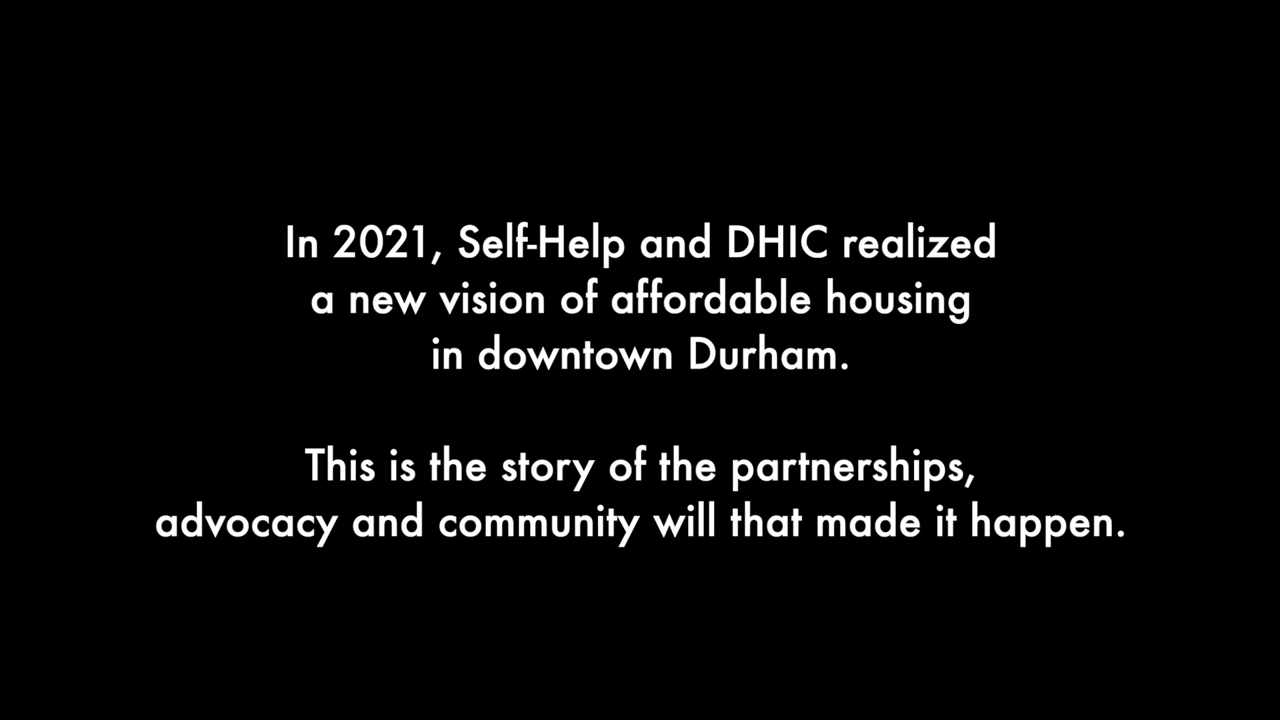 In 2021, Self-Help and DHIC realized
a new vision of affordable housing
in downtown Durham.
This is the story of the partnerships,
advocacy and community will that made it happen.